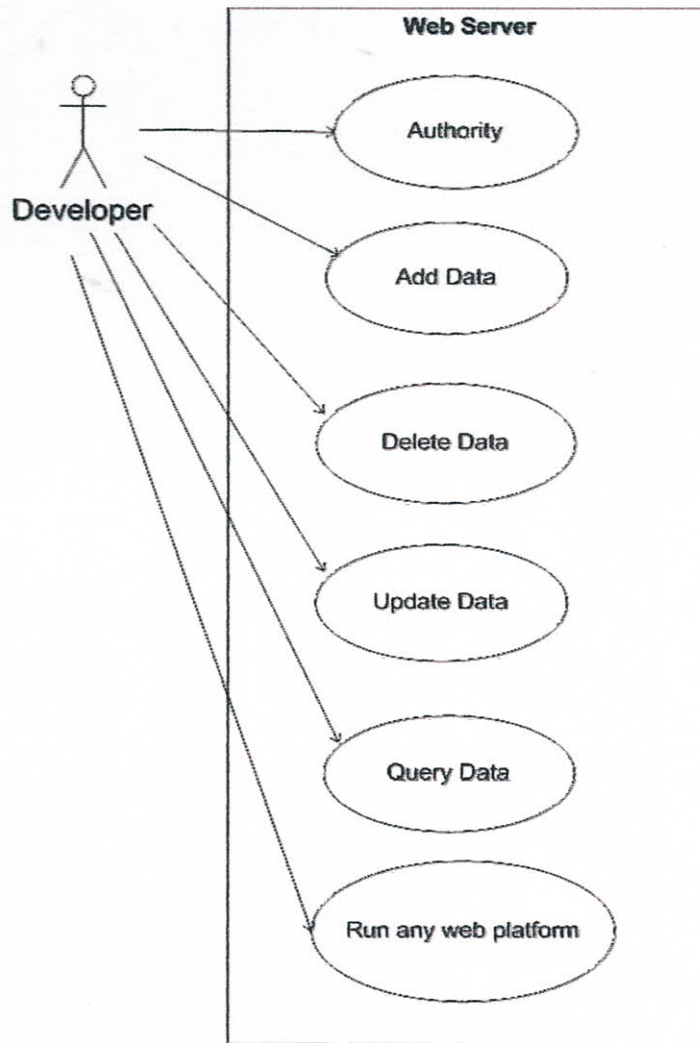 Web Server
Authority
Developer
Add Data
Delete Data
Update Data
Query Data
Run any web platform